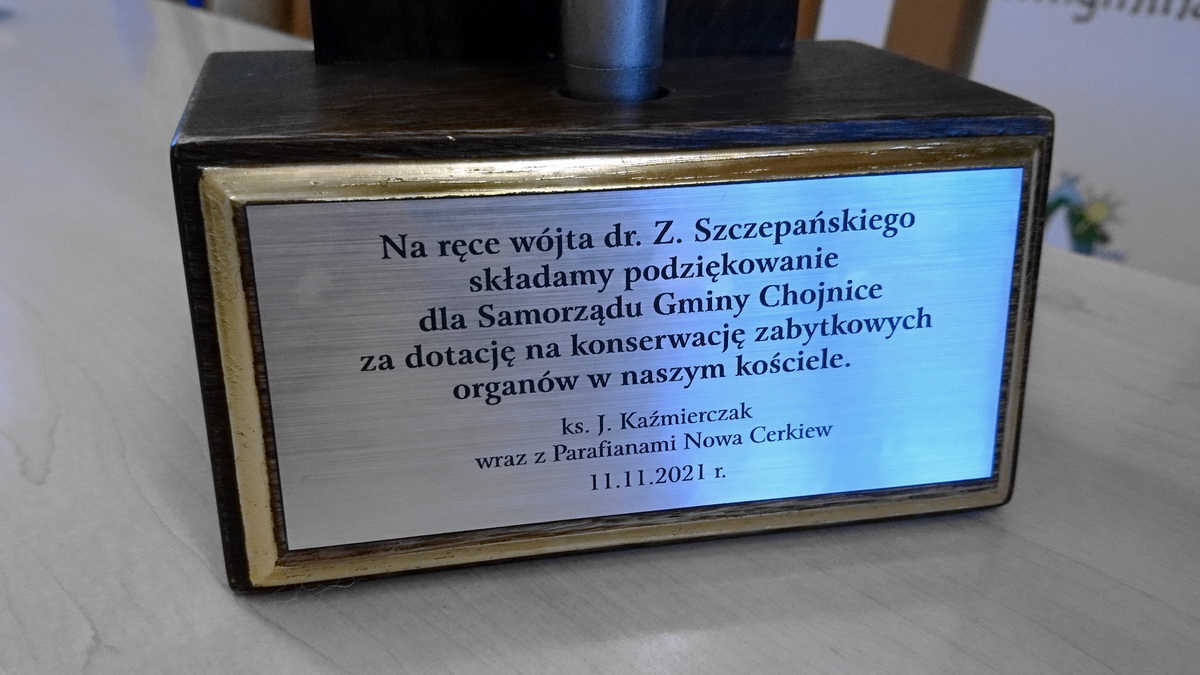 Na ręce wójta dr. Z. Szczepańskiego
składamy podziękowanie
dla Samorządu Gminy Chojnice
za dotację na konserwację zabytkowych
organów w naszym kościele.
ks. J. Kaźmierczak
wraz z Parafianami Nowa Cerkiew
11.11.2021 r.